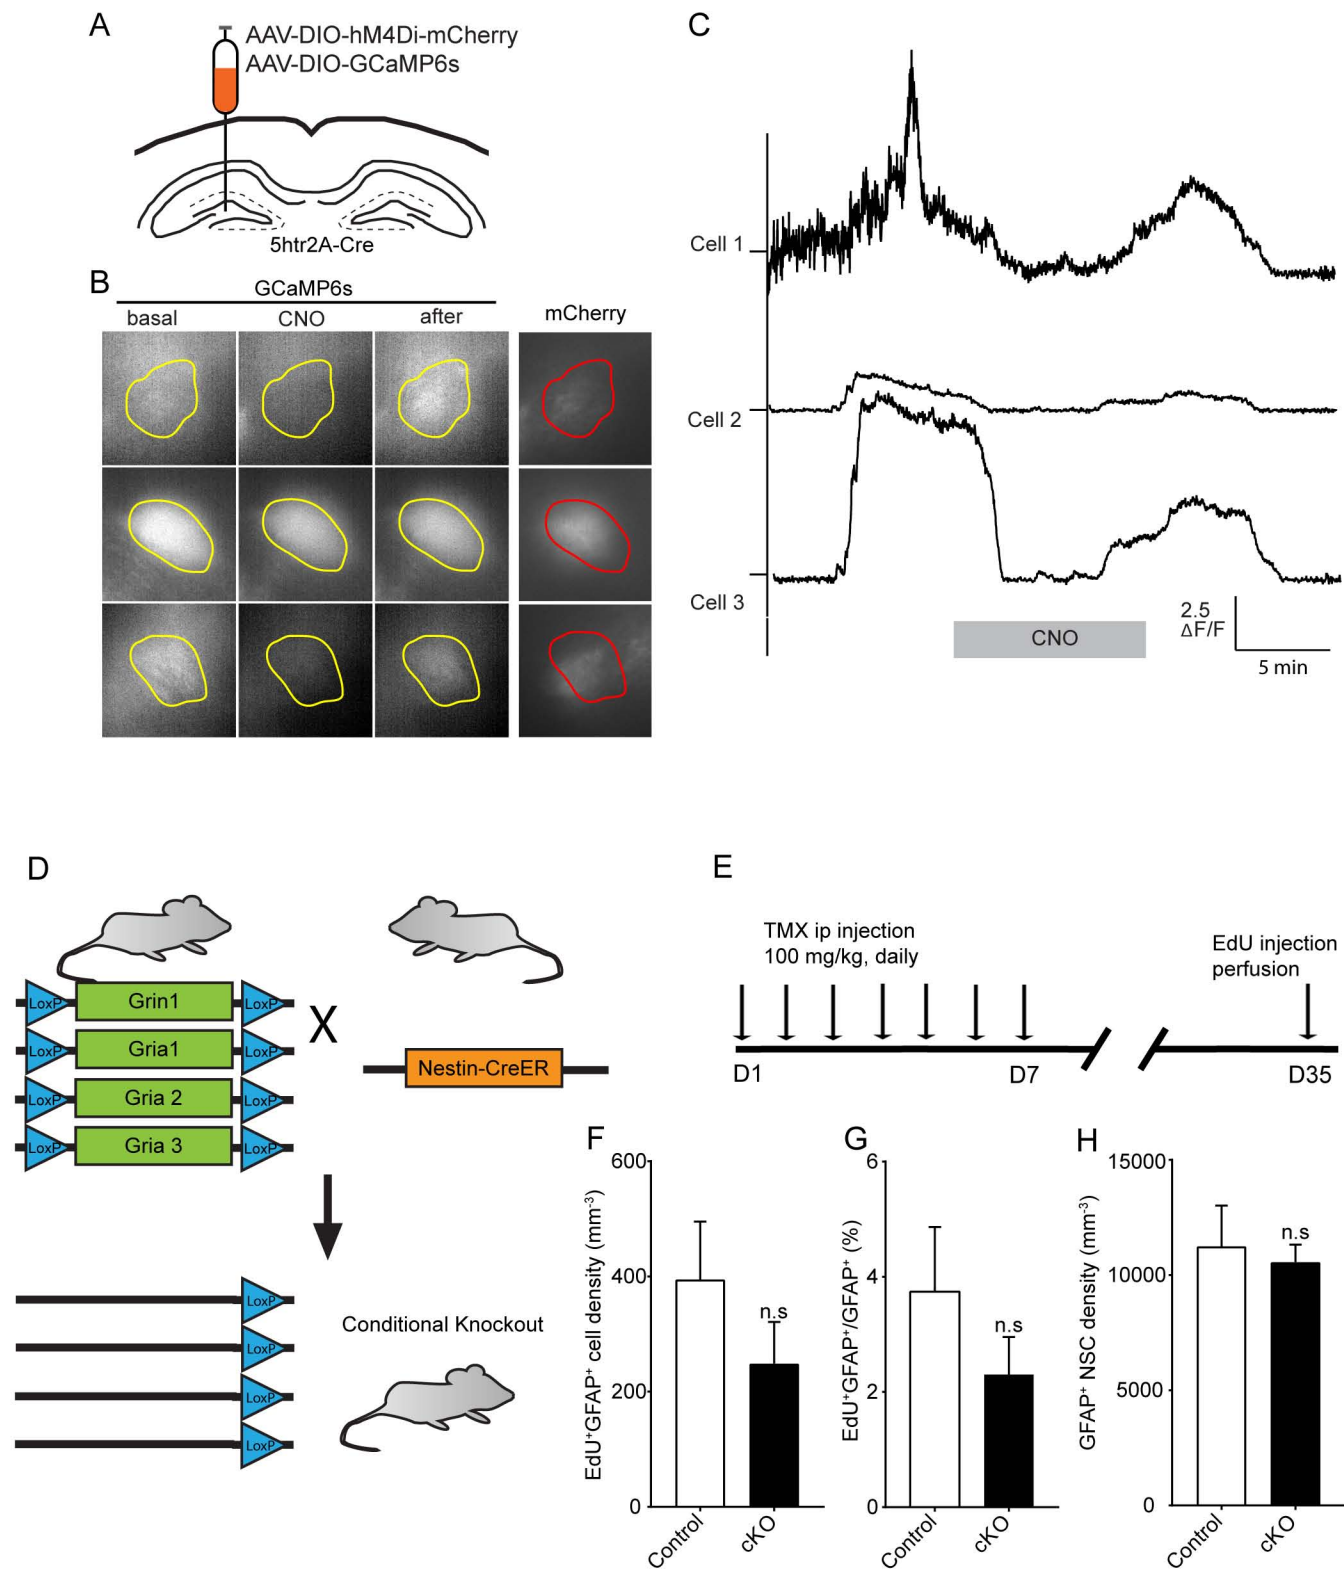 A
AAV-DIO-hM4Di-mCherry
AAV-DIO-GCaMP6s
5htr2A-Cre
B
GCaMP6s
basal
CNO
after
mCherry
C
Cell 1
Cell 2
Cell 3
CNO
2.5
ΔF/F
5 min
D
LoxP Grin1 LoxP
LoxP Gria1 LoxP
LoxP Gria 2 LoxP
LoxP Gria 3 LoxP
X
Nestin-CreER
LoxP
LoxP
LoxP
LoxP
Conditional Knockout
E
TMX ip injection
100 mg/kg, daily
EdU injection
perfusion
D1
D7
D35
F
EdU⁺GFAP⁺ cell density (mm⁻³)
600
400
200
0
n.s
Control
cKO
G
EdU⁺GFAP⁺/GFAP⁺ (%)
6
4
2
0
n.s
Control
cKO
H
GFAP⁺ NSC density (mm⁻³)
15000
10000
5000
0
n.s
Control
cKO